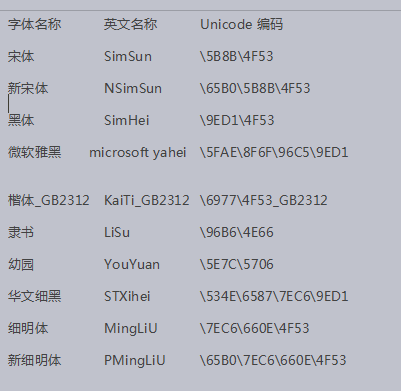 字体名称 英文名称 Unicode 编码
宋体 SimSun \5B8B\4F53
新宋体 NSimSun \65B0\5B8B\4F53
黑体 SimHei \9ED1\4F53
微软雅黑 microsoft yahei \5FAE\8F6F\96C5\9ED1
楷体_GB2312 KaiTi_GB2312 \6977\4F53_GB2312
隶书 LiSu \96B6\4E66
幼园 YouYuan \5E7C\5706
华文细黑 STXihei \534E\6587\7EC6\9ED1
细明体 MingLiU \7EC6\660E\4F53
新细明体 PMingLiU \65B0\7EC6\660E\4F53